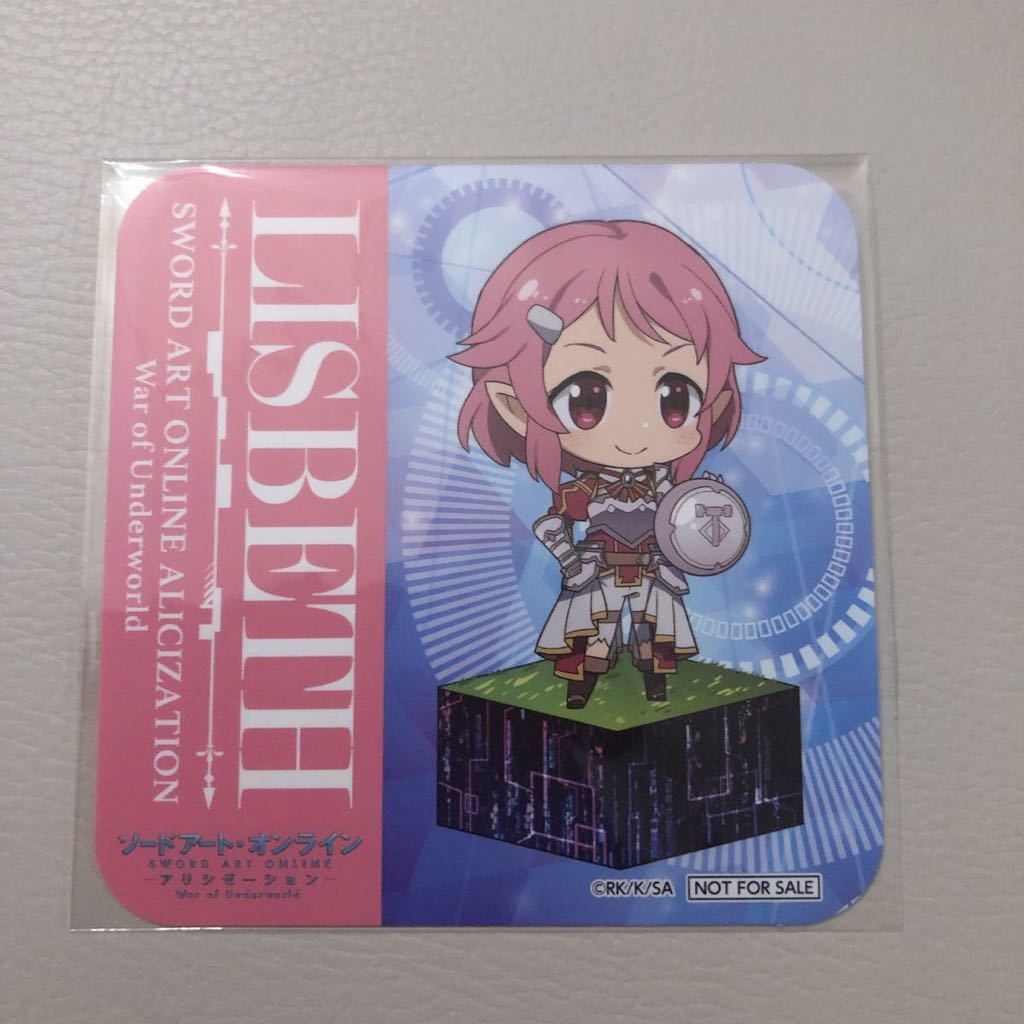 LISBETH
SWORD ART ONLINE ALICIZATION
War of Underworld
ソードアート・オンライン
SWORD ART ONLINE
アリシゼーション
War of Underworld
©RK/K/SA
NOT FOR SALE